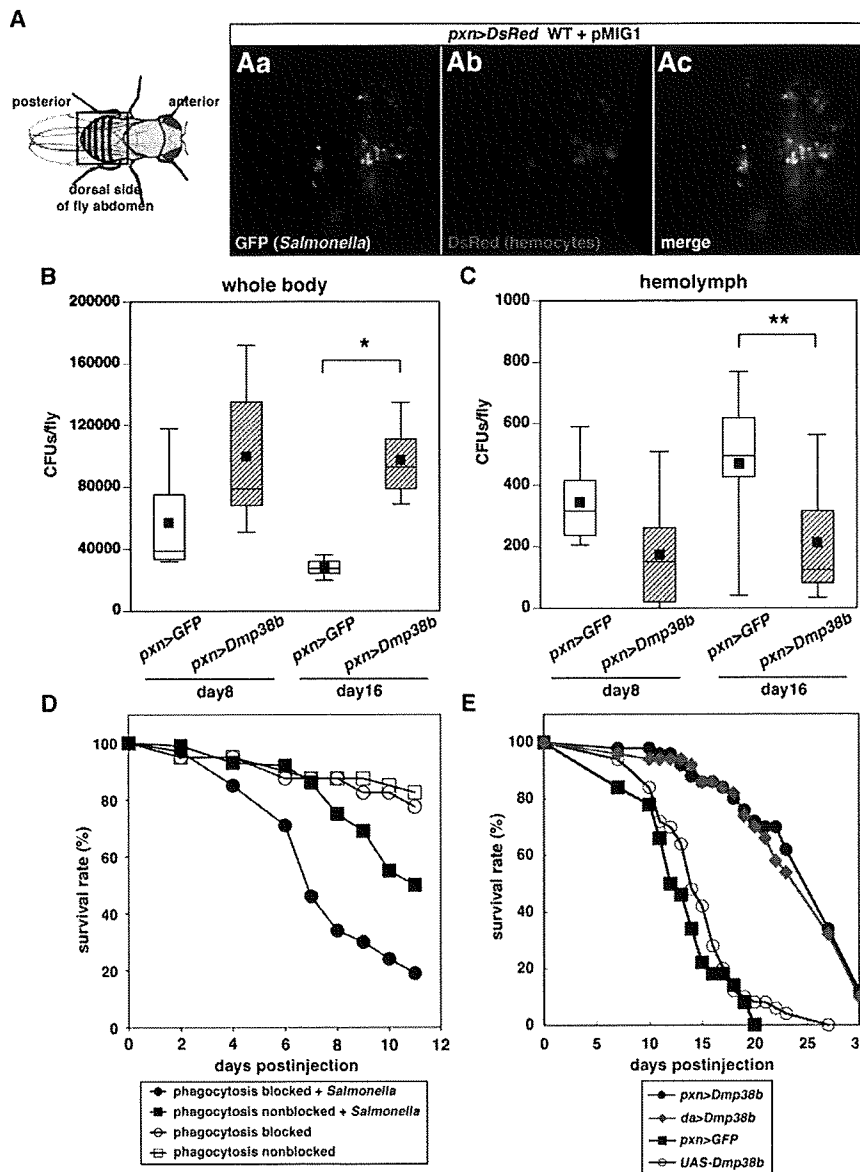 A
pxn>DsRed WT + pMIG1
Aa
Ab
Ac
posterior
anterior
dorsal side
of fly abdomen
GFP (Salmonella)
DsRed (hemocytes)
merge
B
whole body
CFUs/fly
200000
160000
120000
80000
40000
0
*
pxn>GFP
pxn>Dmp38b
pxn>GFP
pxn>Dmp38b
day8
day16
C
hemolymph
CFUs/fly
1000
800
600
400
200
0
**
pxn>GFP
pxn>Dmp38b
pxn>GFP
pxn>Dmp38b
day8
day16
D
survival rate (%)
100
80
60
40
20
0
0 2 4 6 8 10 12
days postinjection
phagocytosis blocked + Salmonella
phagocytosis nonblocked + Salmonella
phagocytosis blocked
phagocytosis nonblocked
E
survival rate (%)
100
80
60
40
20
0
0 5 10 15 20 25 30
days postinjection
pxn>Dmp38b
da>Dmp38b
pxn>GFP
UAS-Dmp38b